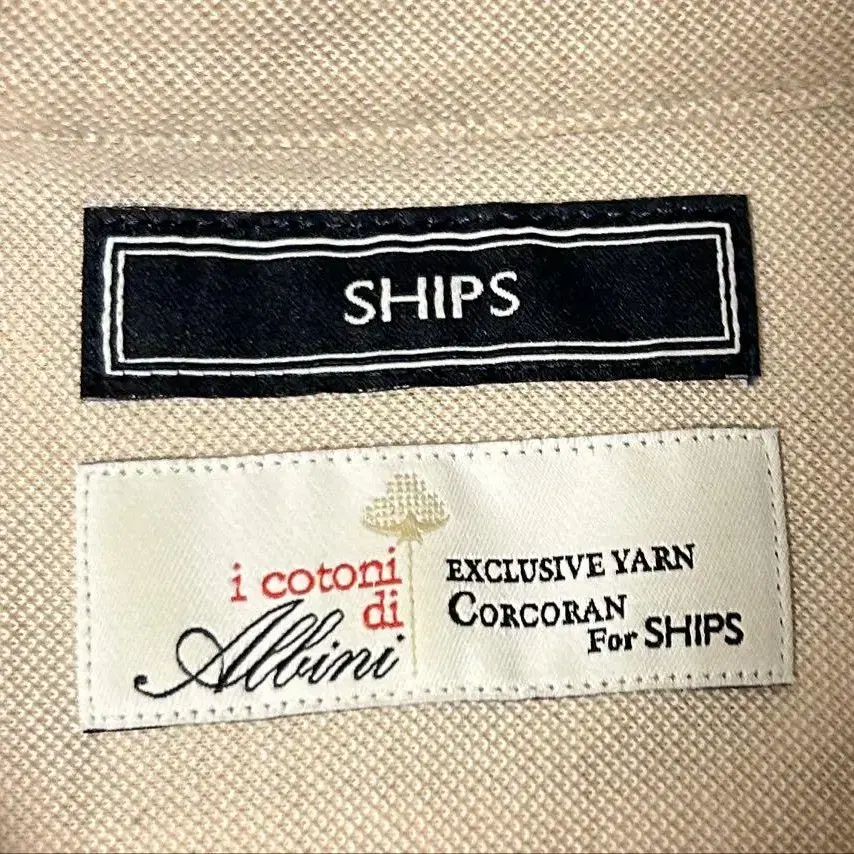 SHIPS
i cotoni
di
Albini
EXCLUSIVE YARN
CORCORAN
For SHIPS